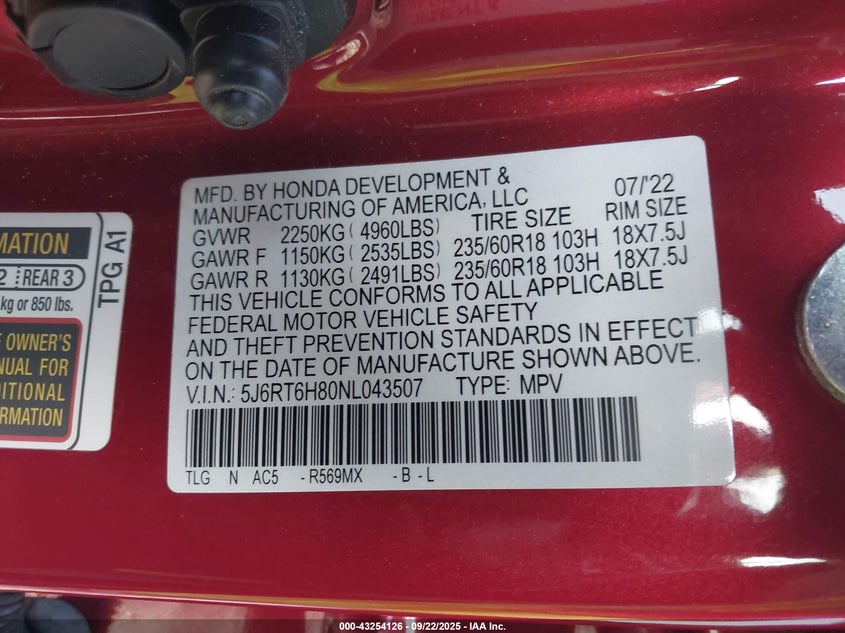 MFD. BY HONDA DEVELOPMENT & 07/'22
MANUFACTURING OF AMERICA, LLC RIM SIZE
GVWR 2250KG( 4960LBS) TIRE SIZE
GAWR F 1150KG( 2535LBS) 235/60R18 103H 18X7.5J
GAWR R 1130KG( 2491LBS) 235/60R18 103H 18X7.5J
THIS VEHICLE CONFORMS TO ALL APPLICABLE
FEDERAL MOTOR VEHICLE SAFETY
AND THEFT PREVENTION STANDARDS IN EFFECT
ON THE DATE OF MANUFACTURE SHOWN ABOVE.
V.I.N.: 5J6RT6H80NL043507 TYPE: MPV
TLG N AC5 -R569MX -B-L
MATION
2 REAR 3
kg or 850 lbs.
TPG A1
OWNER'S
NUAL FOR
DITIONAL
ORMATION
000-43254126 - 09/22/2025 - IAA Inc.